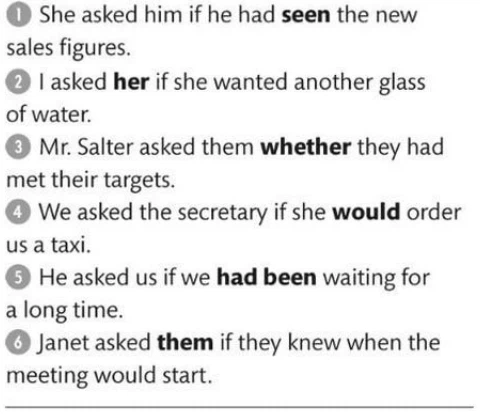 1 She asked him if he had seen the new
sales figures.
2 I asked her if she wanted another glass
of water.
3 Mr. Salter asked them whether they had
met their targets.
4 We asked the secretary if she would order
us a taxi.
5 He asked us if we had been waiting for
a long time.
6 Janet asked them if they knew when the
meeting would start.